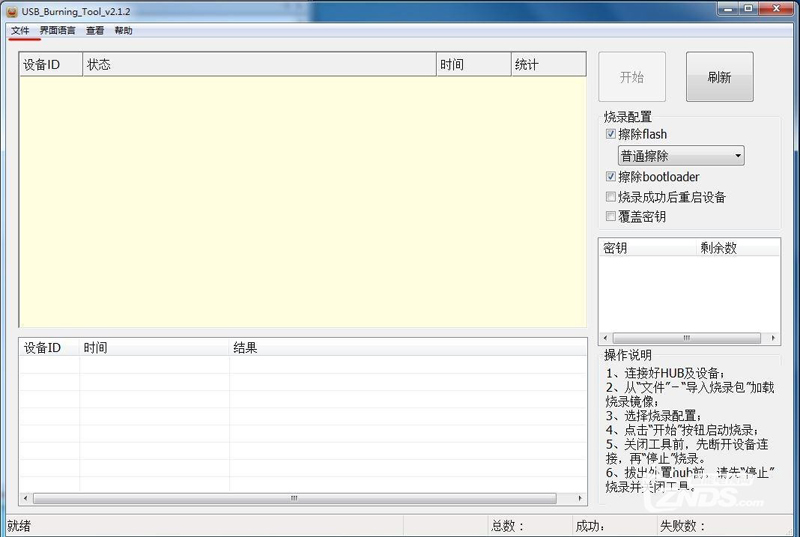 USB_Burning_Tool_v2.1.2
文件 界面语言 查看 帮助
设备ID 状态 时间 统计
开始 刷新
烧录配置
擦除flash
普通擦除
擦除bootloader
烧录成功后重启设备
覆盖密钥
密钥 剩余数
设备ID 时间 结果
操作说明
1、连接好HUB及设备;
2、从“文件”-“导入烧录包”加载
烧录镜像;
3、选择烧录配置;
4、点击“开始”按钮启动烧录;
5、关闭工具前，先断开设备连
接，再“停止”烧录。
6、拔出外置hub前，请先“停止”
烧录并关闭工具。
ZNDS.com
就绪 总数： 成功: 失败数：